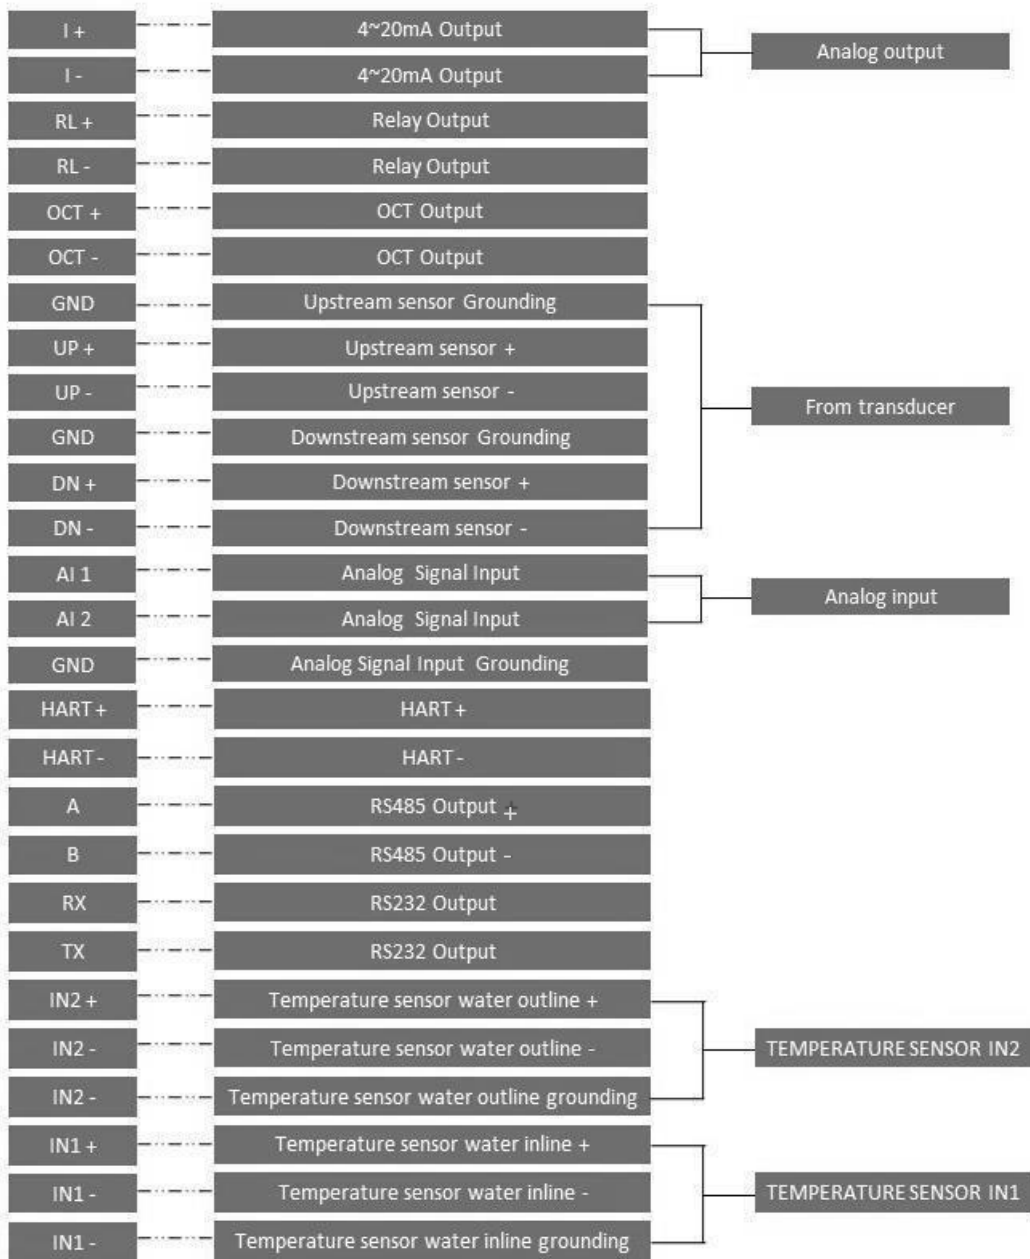 I + 4~20mA Output
Analog output
I - 4~20mA Output
RL + Relay Output
RL - Relay Output
OCT + OCT Output
OCT - OCT Output
GND Upstream sensor Grounding
UP + Upstream sensor +
UP - Upstream sensor -
From transducer
GND Downstream sensor Grounding
DN + Downstream sensor +
DN - Downstream sensor -
AI 1 Analog Signal Input
Analog input
AI 2 Analog Signal Input
GND Analog Signal Input Grounding
HART + HART +
HART - HART -
A RS485 Output +
B RS485 Output -
RX RS232 Output
TX RS232 Output
IN2 + Temperature sensor water outline +
IN2 - Temperature sensor water outline - TEMPERATURE SENSOR IN2
IN2 - Temperature sensor water outline grounding
IN1 + Temperature sensor water inline +
IN1 - Temperature sensor water inline - TEMPERATURE SENSOR IN1
IN1 - Temperature sensor water inline grounding